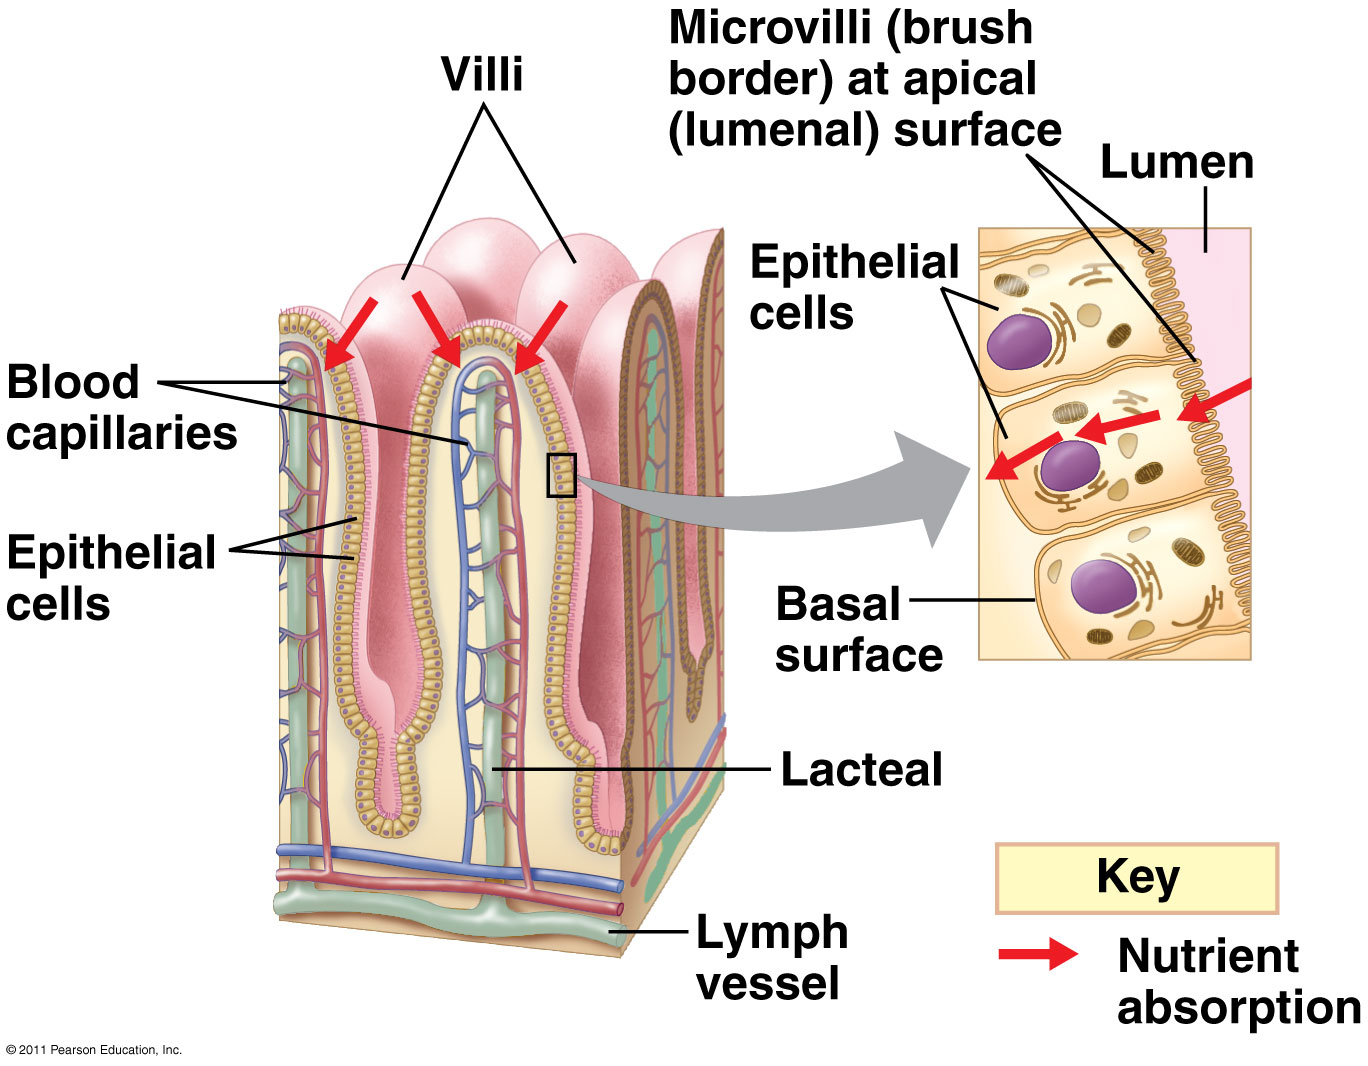 Microvilli (brush
border) at apical
(lumenal) surface
Villi
Lumen
Epithelial
cells
Blood
capillaries
Epithelial
cells
Basal
surface
Lacteal
Key
Lymph
vessel
Nutrient
absorption
© 2011 Pearson Education, Inc.